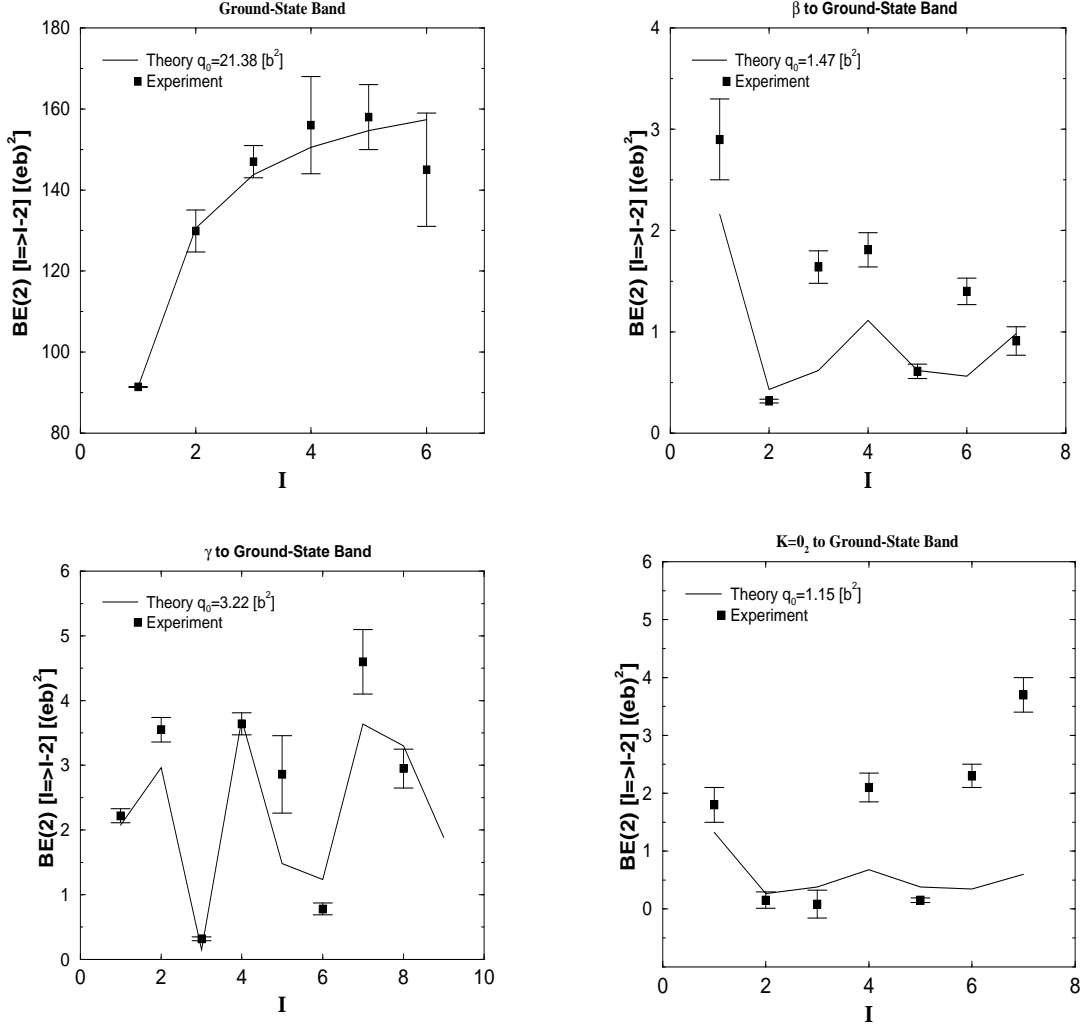 Ground-State Band
180
160
140
120
100
80
0
2
4
6
BE(2) [I=>I-2] [(eb)²]
I
Theory q₀=21.38 [b²]
Experiment
β to Ground-State Band
4
3
2
1
0
0
2
4
6
8
BE(2) [I=>I-2] [(eb)²]
I
Theory q₀=1.47 [b²]
Experiment
γ to Ground-State Band
6
5
4
3
2
1
0
0
2
4
6
8
10
BE(2) [I=>I-2] [(eb)²]
I
Theory q₀=3.22 [b²]
Experiment
K=0₂ to Ground-State Band
6
5
4
3
2
1
0
0
2
4
6
8
BE(2) [I=>I-2] [(eb)²]
I
Theory q₀=1.15 [b²]
Experiment